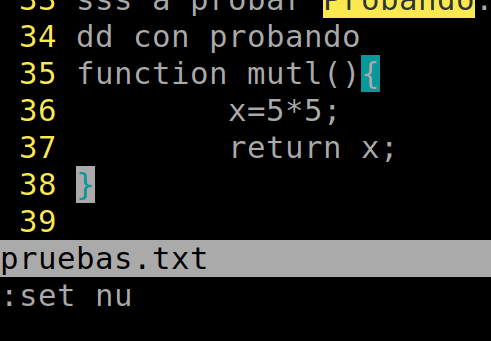 33 sss a probar Probando.
34 dd con probando
35 function mutl(){
36 x=5*5;
37 return x;
38 }
39
pruebas.txt
:set nu